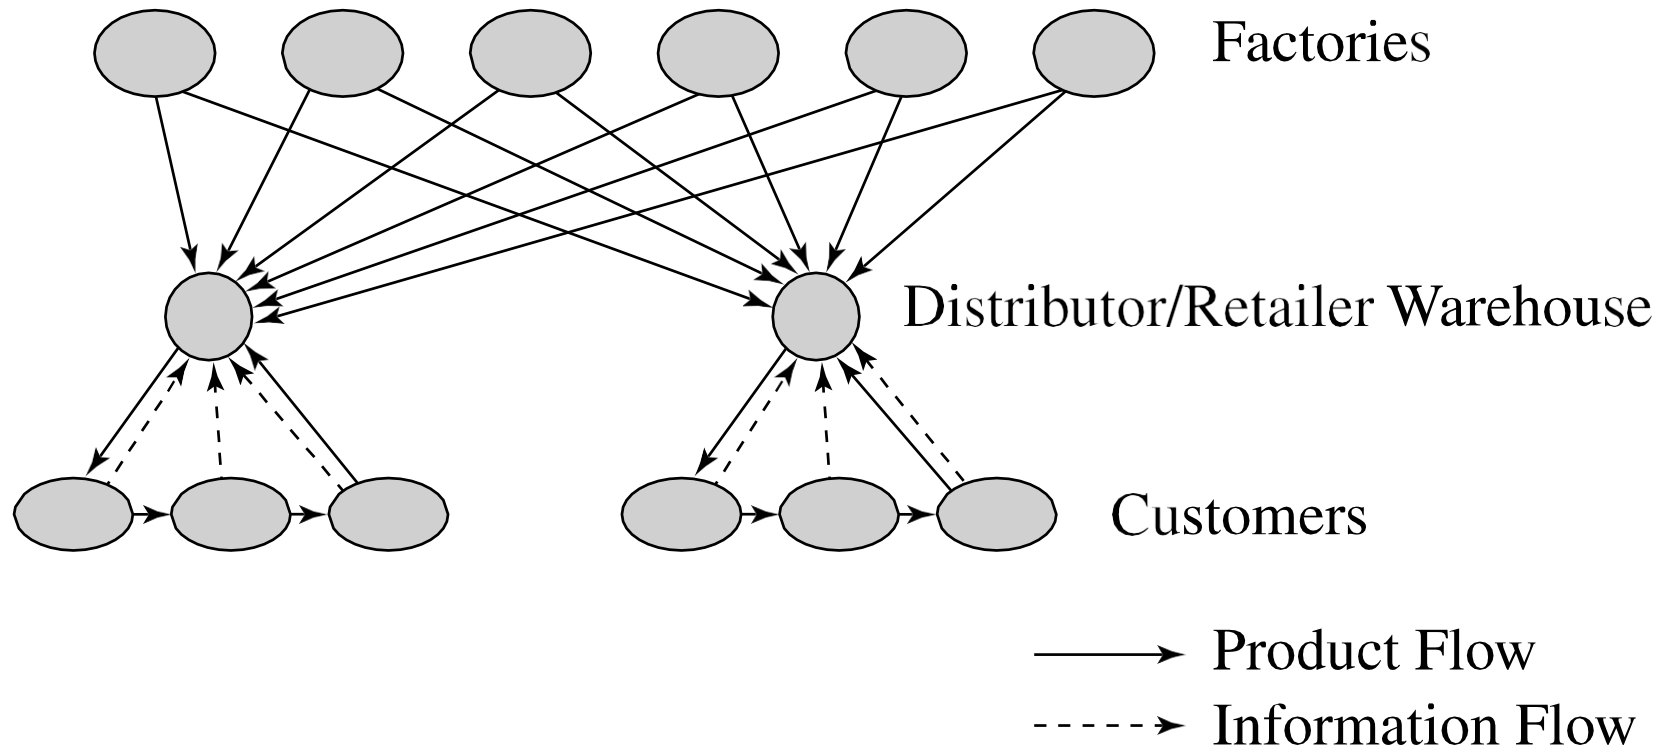 Factories
Distributor/Retailer Warehouse
Customers
Product Flow
Information Flow